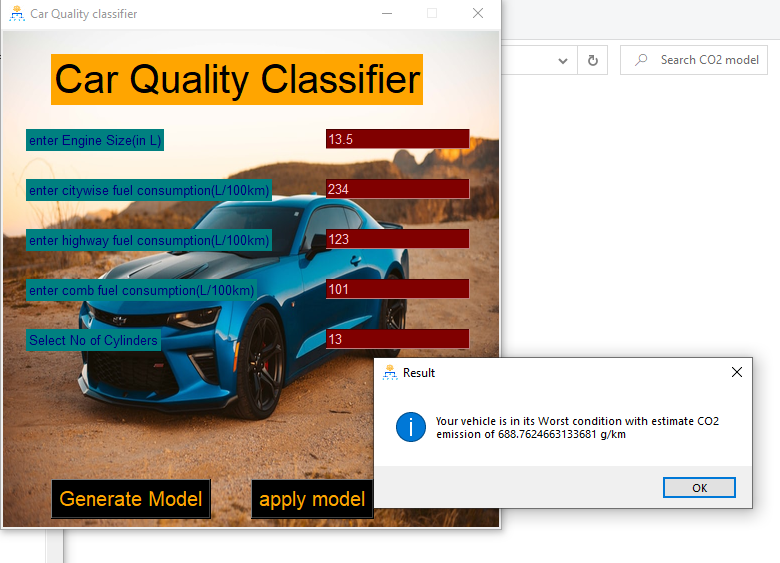 Car Quality classifier
Search CO2 model
Car Quality Classifier
enter Engine Size(in L)
13.5
enter citywise fuel consumption(L/100km)
234
enter highway fuel consumption(L/100km)
123
enter comb fuel consumption(L/100km)
101
Select No of Cylinders
13
Result
Your vehicle is in its Worst condition with estimate CO2
emission of 688.7624663133681 g/km
OK
Generate Model
apply model